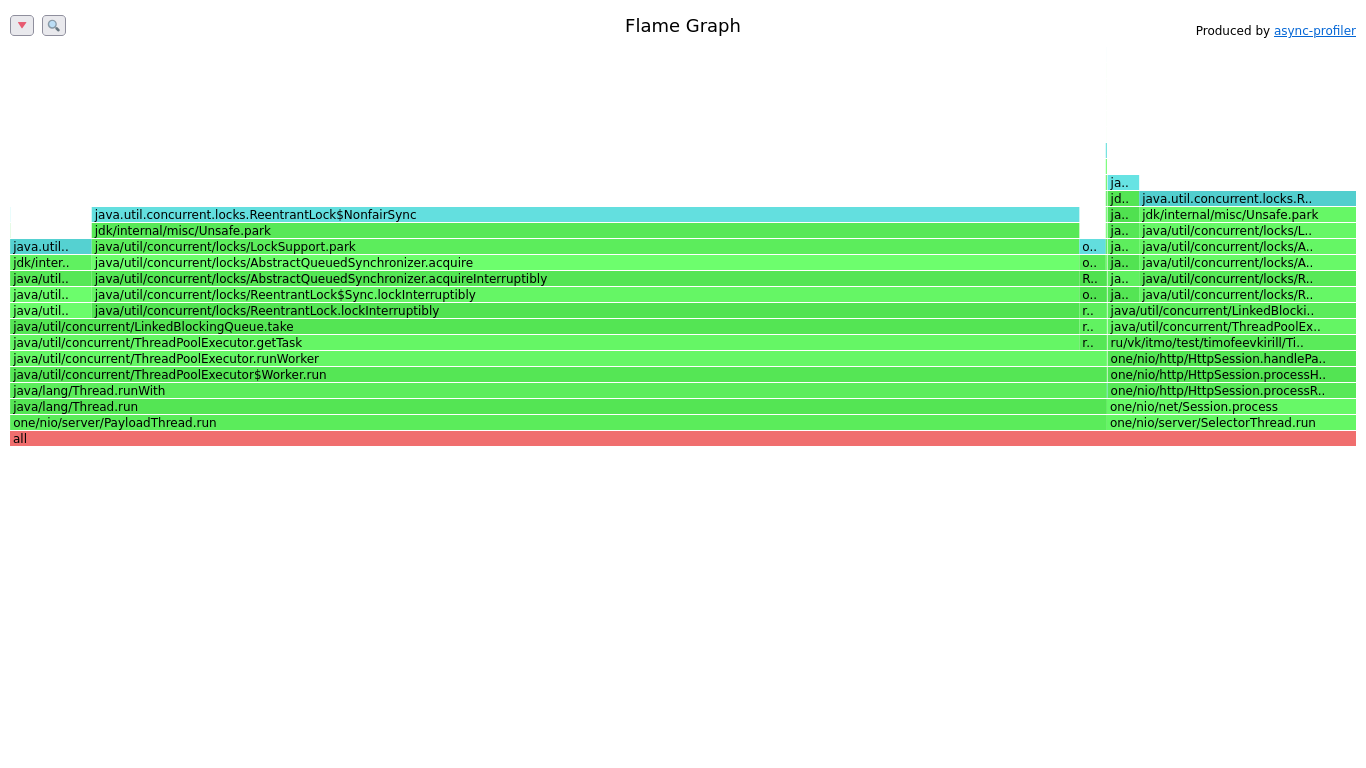 Flame Graph
Produced by async-profiler
ja..
jd.. java.util.concurrent.locks.R..
java.util.concurrent.locks.ReentrantLock$NonfairSync ja.. jdk/internal/misc/Unsafe.park
jdk/internal/misc/Unsafe.park ja.. java/util/concurrent/locks/L..
java.util.. java/util/concurrent/locks/LockSupport.park o.. ja.. java/util/concurrent/locks/A..
jdk/inter.. java/util/concurrent/locks/AbstractQueuedSynchronizer.acquire o.. ja.. java/util/concurrent/locks/A..
java/util.. java/util/concurrent/locks/AbstractQueuedSynchronizer.acquireInterruptibly R.. ja.. java/util/concurrent/locks/R..
java/util.. java/util/concurrent/locks/ReentrantLock$Sync.lockInterruptibly o.. ja.. java/util/concurrent/locks/R..
java/util.. java/util/concurrent/locks/ReentrantLock.lockInterruptibly r.. java/util/concurrent/LinkedBlocki..
java/util/concurrent/LinkedBlockingQueue.take r.. java/util/concurrent/ThreadPoolEx..
java/util/concurrent/ThreadPoolExecutor.getTask r.. ru/vk/itmo/test/timofeevkirill/Ti..
java/util/concurrent/ThreadPoolExecutor.runWorker one/nio/http/HttpSession.handlePa..
java/util/concurrent/ThreadPoolExecutor$Worker.run one/nio/http/HttpSession.processH..
java/lang/Thread.runWith one/nio/http/HttpSession.processR..
java/lang/Thread.run one/nio/net/Session.process
one/nio/server/PayloadThread.run one/nio/server/SelectorThread.run
all